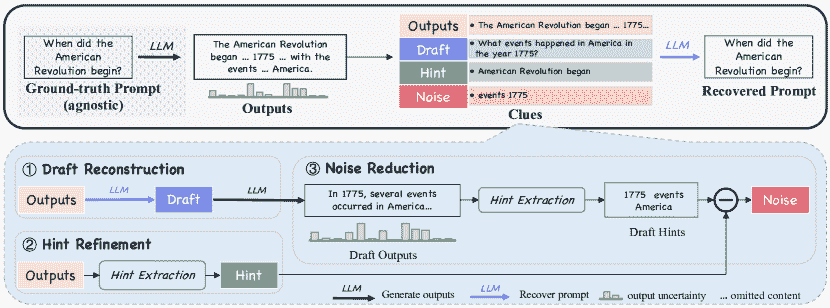 When did the
American
Revolution begin?
Ground-truth Prompt
(agnostic)
LLM
The American Revolution
began ... 1775 ... with the
events ... America.
Outputs
Outputs
• The American Revolution began ... 1775...
Draft
• What events happened in America in
the year 1775?
Hint
• American Revolution began
Noise
• events 1775
Clues
LLM
When did the
American
Revolution begin?
Recovered Prompt
① Draft Reconstruction
Outputs
LLM
Draft
LLM
② Hint Refinement
Outputs
Hint Extraction
Hint
③ Noise Reduction
In 1775, several events
occurred in America...
Draft Outputs
Hint Extraction
1775 events
America
Draft Hints
Noise
LLM
Generate outputs
LLM
Recover prompt
output uncertainty
... omitted content